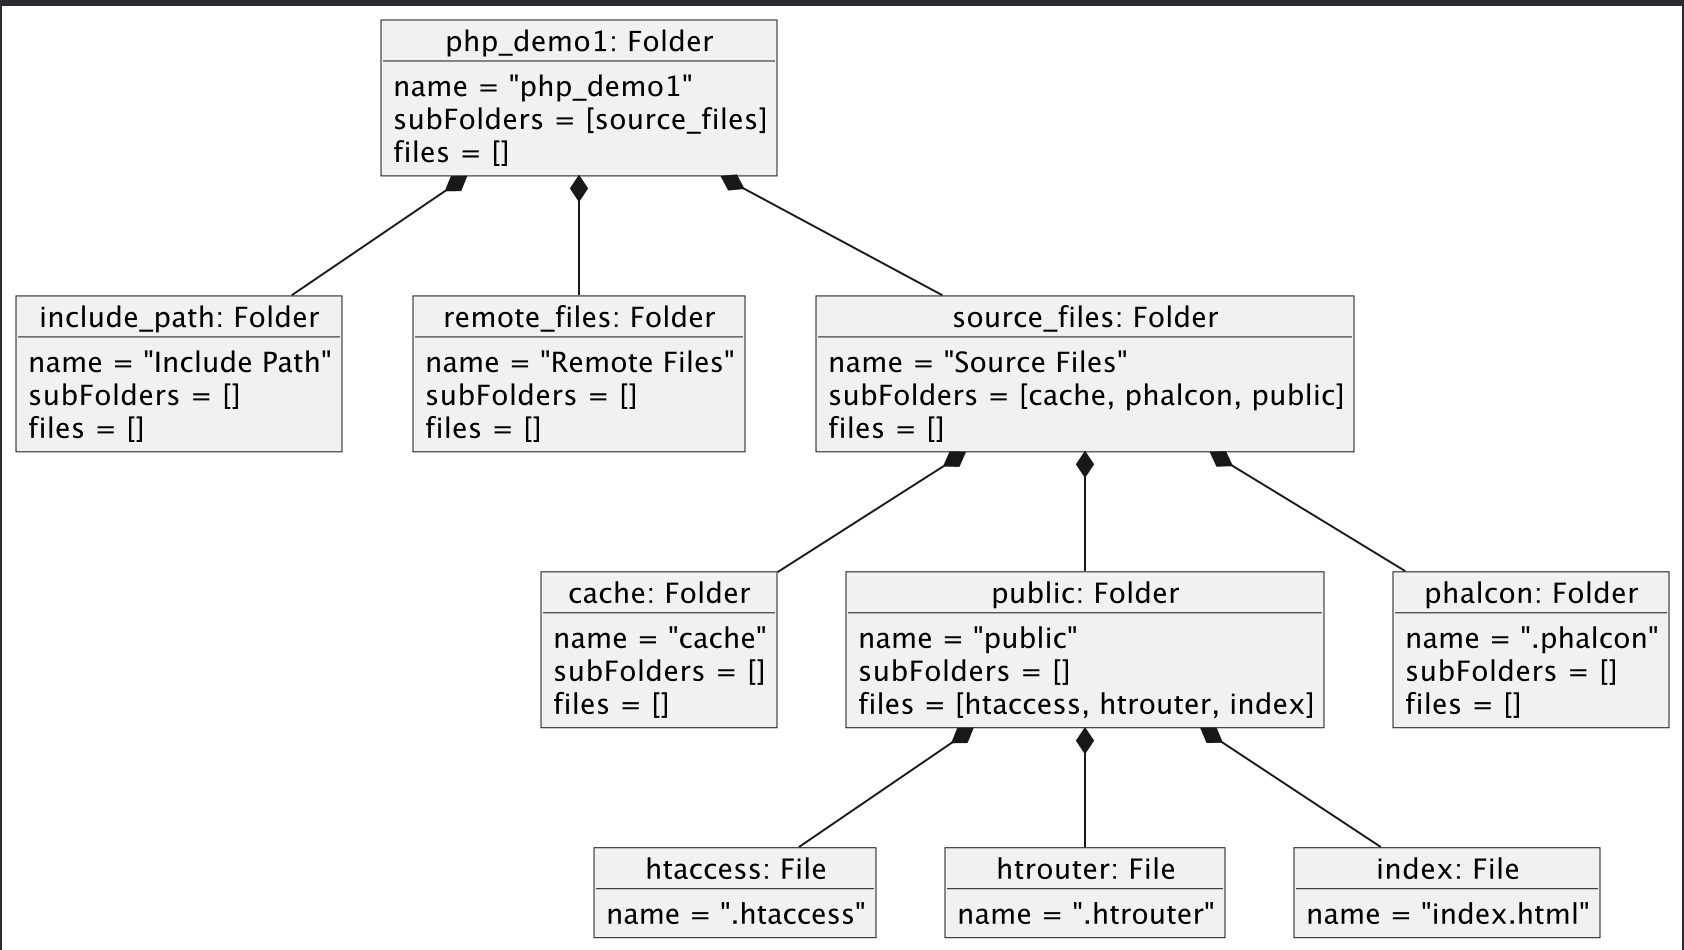 php_demo1: Folder
name = "php_demo1"
subFolders = [source_files]
files = []
include_path: Folder
name = "Include Path"
subFolders = []
files = []
remote_files: Folder
name = "Remote Files"
subFolders = []
files = []
source_files: Folder
name = "Source Files"
subFolders = [cache, phalcon, public]
files = []
cache: Folder
name = "cache"
subFolders = []
files = []
public: Folder
name = "public"
subFolders = []
files = [htaccess, htrouter, index]
phalcon: Folder
name = ".phalcon"
subFolders = []
files = []
htaccess: File
name = ".htaccess"
htrouter: File
name = ".htrouter"
index: File
name = "index.html"